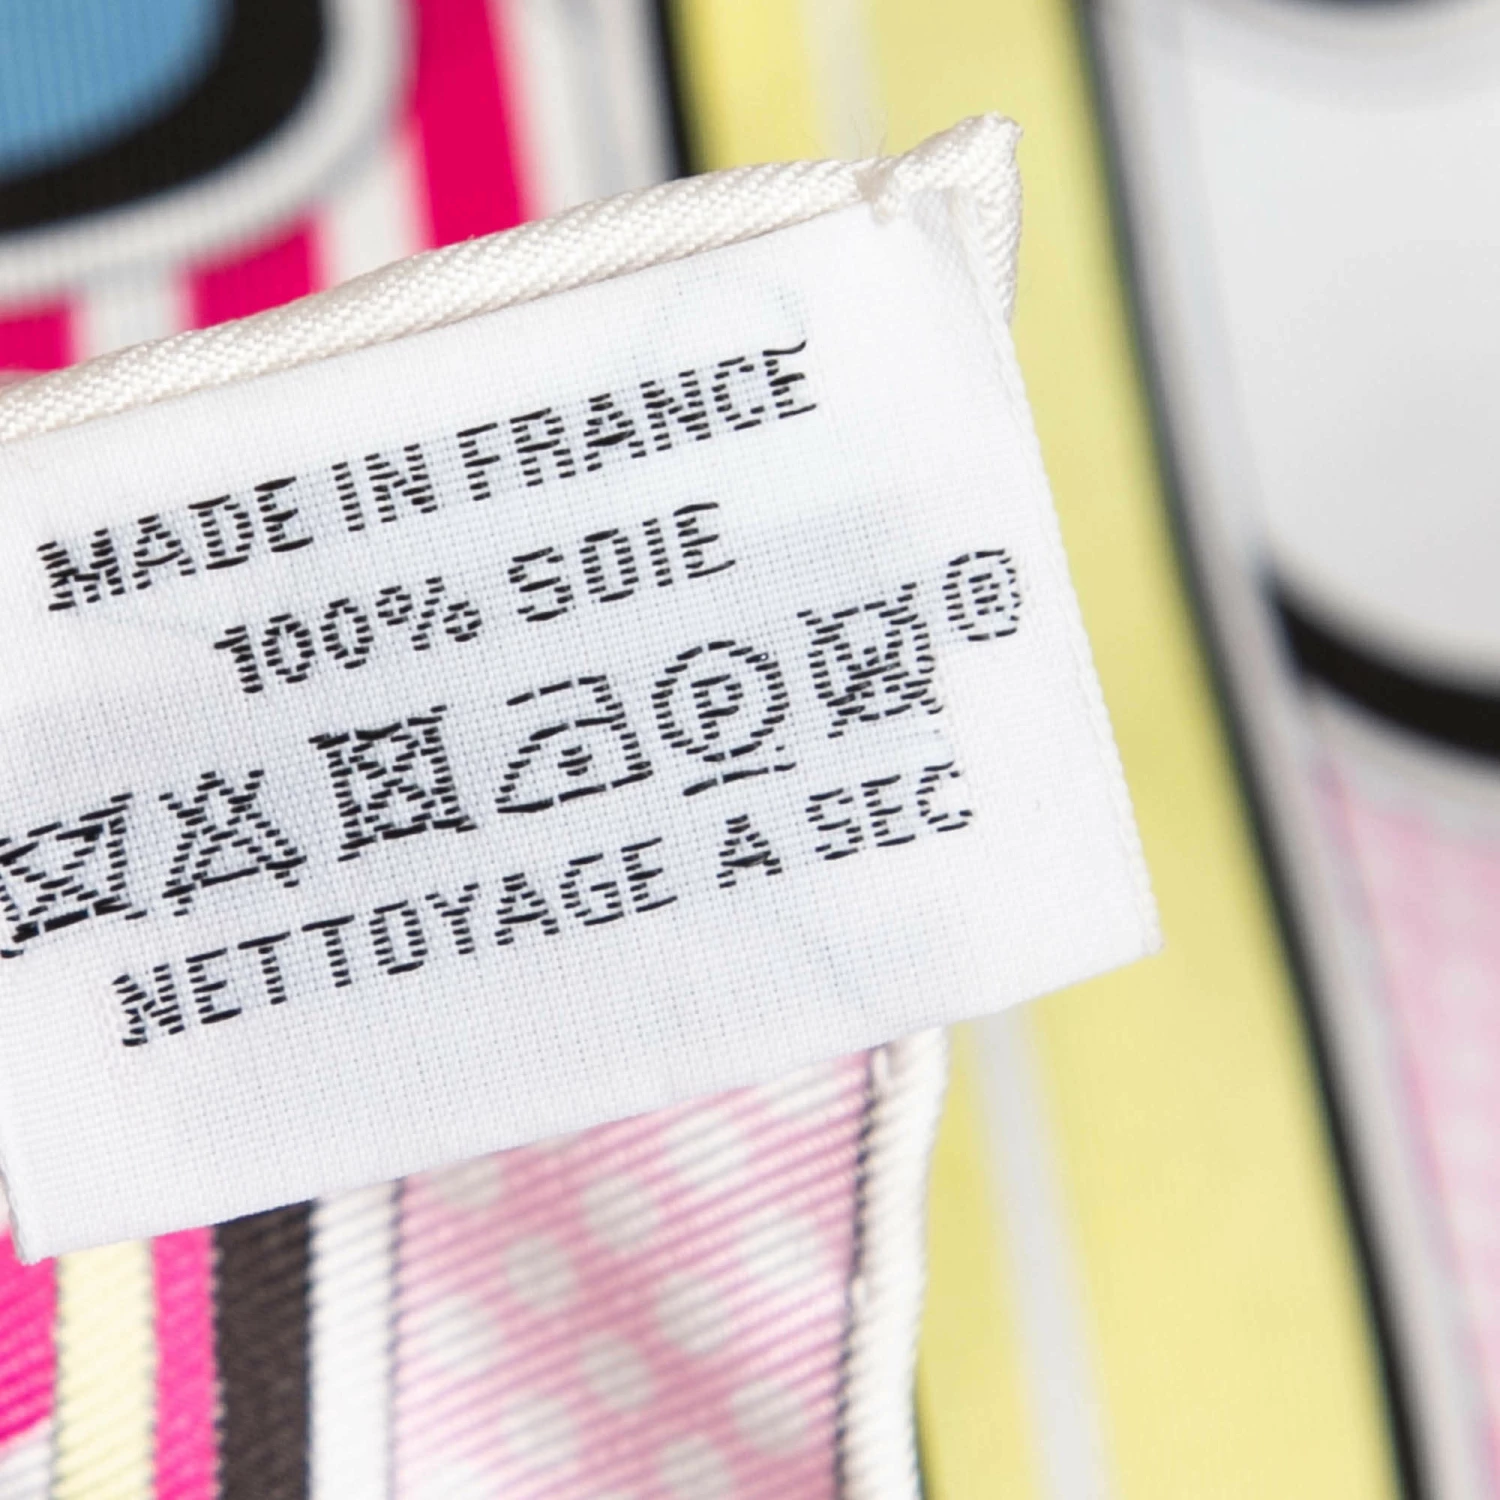 MADE IN FRANCE
100% SOIE
P ®
NETTOYAGE A SEC